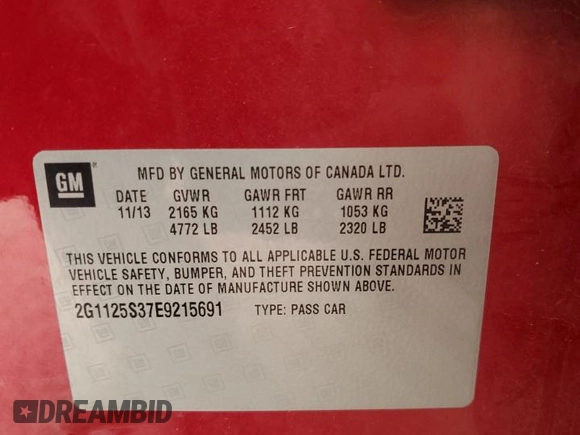 GM
MFD BY GENERAL MOTORS OF CANADA LTD.
DATE GVWR GAWR FRT GAWR RR
11/13 2165 KG 1112 KG 1053 KG
4772 LB 2452 LB 2320 LB
THIS VEHICLE CONFORMS TO ALL APPLICABLE U.S. FEDERAL MOTOR
VEHICLE SAFETY, BUMPER, AND THEFT PREVENTION STANDARDS IN
EFFECT ON THE DATE OF MANUFACTURE SHOWN ABOVE.
2G1125S37E9215691 TYPE: PASS CAR
DREAMBID